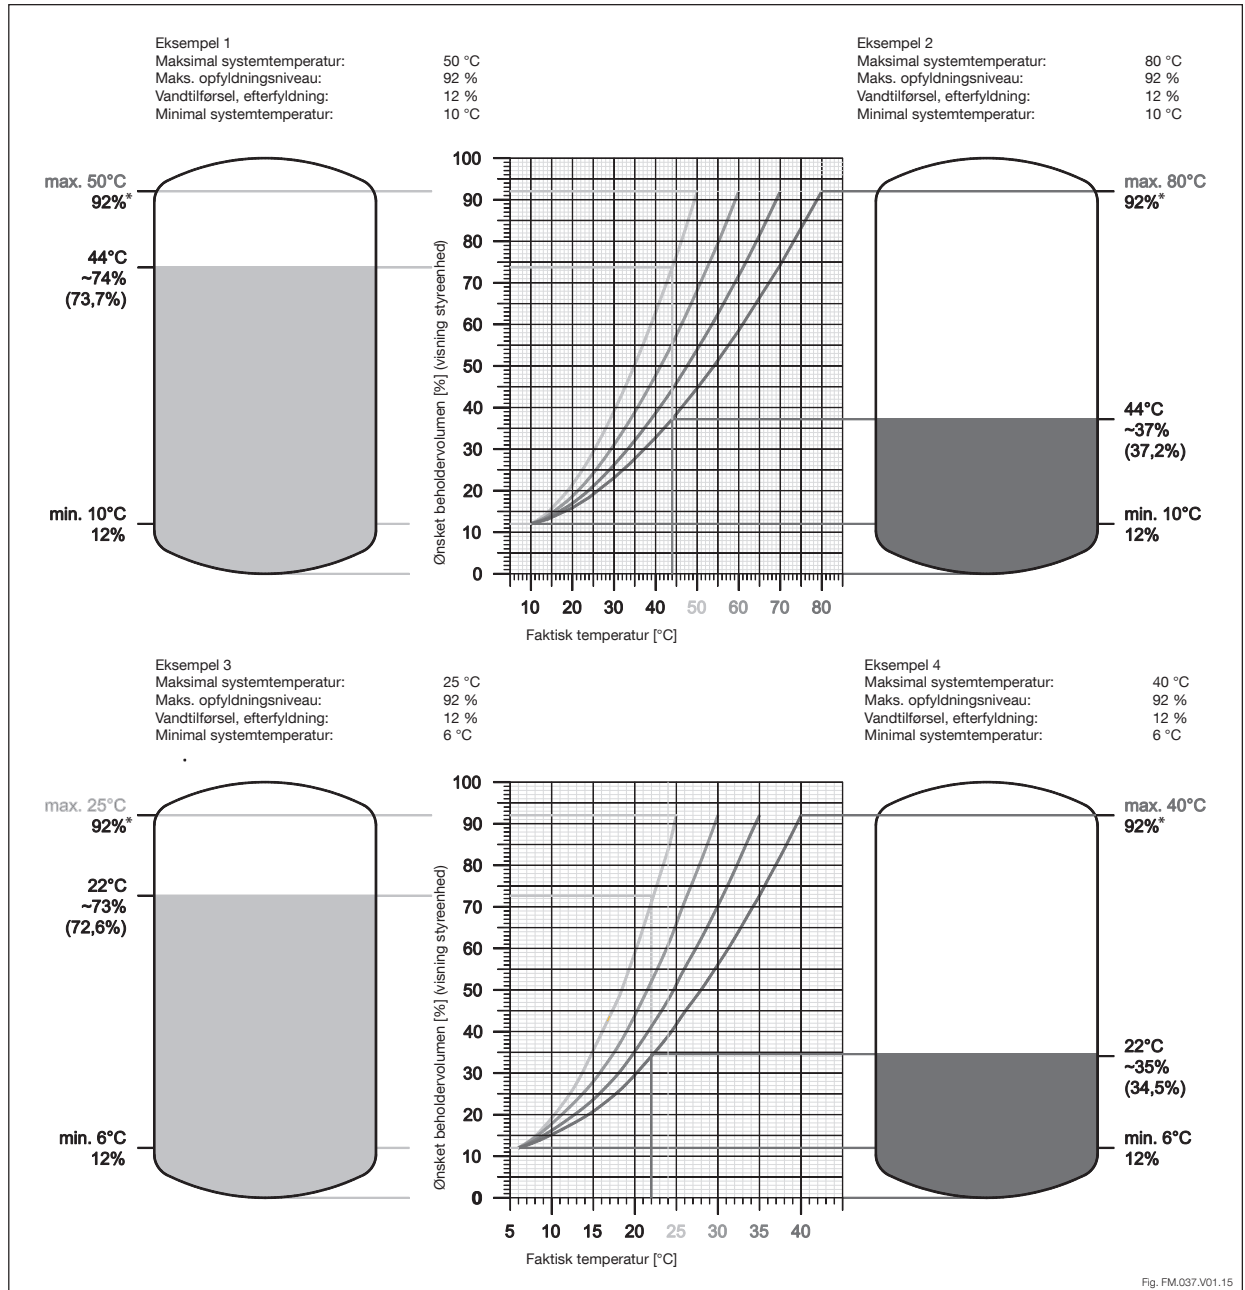 Eksempel 1
Maksimal systemtemperatur: 50 °C
Maks. opfyldningsniveau: 92 %
Vandtilførsel, efterfyldning: 12 %
Minimal systemtemperatur: 10 °C
Eksempel 2
Maksimal systemtemperatur: 80 °C
Maks. opfyldningsniveau: 92 %
Vandtilførsel, efterfyldning: 12 %
Minimal systemtemperatur: 10 °C
max. 50°C
92%*
44°C
~74%
(73,7%)
min. 10°C
12%
Ønsket beholdervolumen [%] (visning styreenhed)
100
90
80
70
60
50
40
30
20
10
0
10 20 30 40 50 60 70 80
Faktisk temperatur [°C]
max. 80°C
92%*
44°C
~37%
(37,2%)
min. 10°C
12%
Eksempel 3
Maksimal systemtemperatur: 25 °C
Maks. opfyldningsniveau: 92 %
Vandtilførsel, efterfyldning: 12 %
Minimal systemtemperatur: 6 °C
Eksempel 4
Maksimal systemtemperatur: 40 °C
Maks. opfyldningsniveau: 92 %
Vandtilførsel, efterfyldning: 12 %
Minimal systemtemperatur: 6 °C
max. 25°C
92%*
22°C
~73%
(72,6%)
min. 6°C
12%
Ønsket beholdervolumen [%] (visning styreenhed)
100
90
80
70
60
50
40
30
20
10
0
5 10 15 20 25 30 35 40
Faktisk temperatur [°C]
max. 40°C
92%*
22°C
~35%
(34,5%)
min. 6°C
12%
Fig. FM.037.V01.15